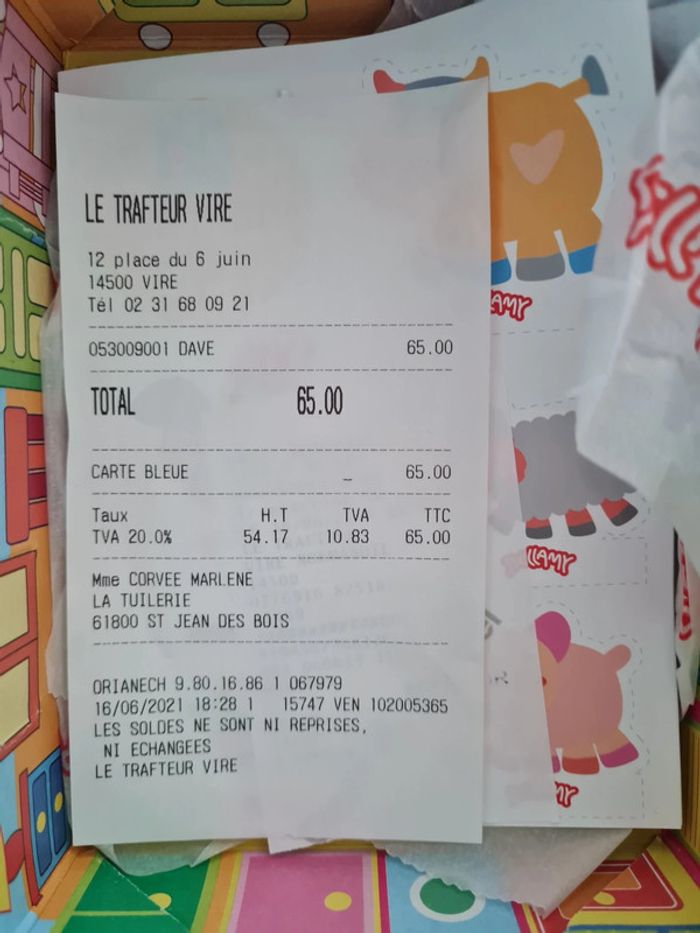 LE TRAFTEUR VIRE
12 place du 6 juin
14500 VIRE
Tél 02 31 68 09 21
053009001 DAVE 65.00
TOTAL 65.00
CARTE BLEUE _ 65.00
Taux H.T TVA TTC
TVA 20.0% 54.17 10.83 65.00
Mme CORVEE MARLENE
LA TUILERIE
61800 ST JEAN DES BOIS
ORIANECH 9.80.16.86 1 067979
16/06/2021 18:28 1 15747 VEN 102005365
LES SOLDES NE SONT NI REPRISES,
NI ECHANGEES
LE TRAFTEUR VIRE